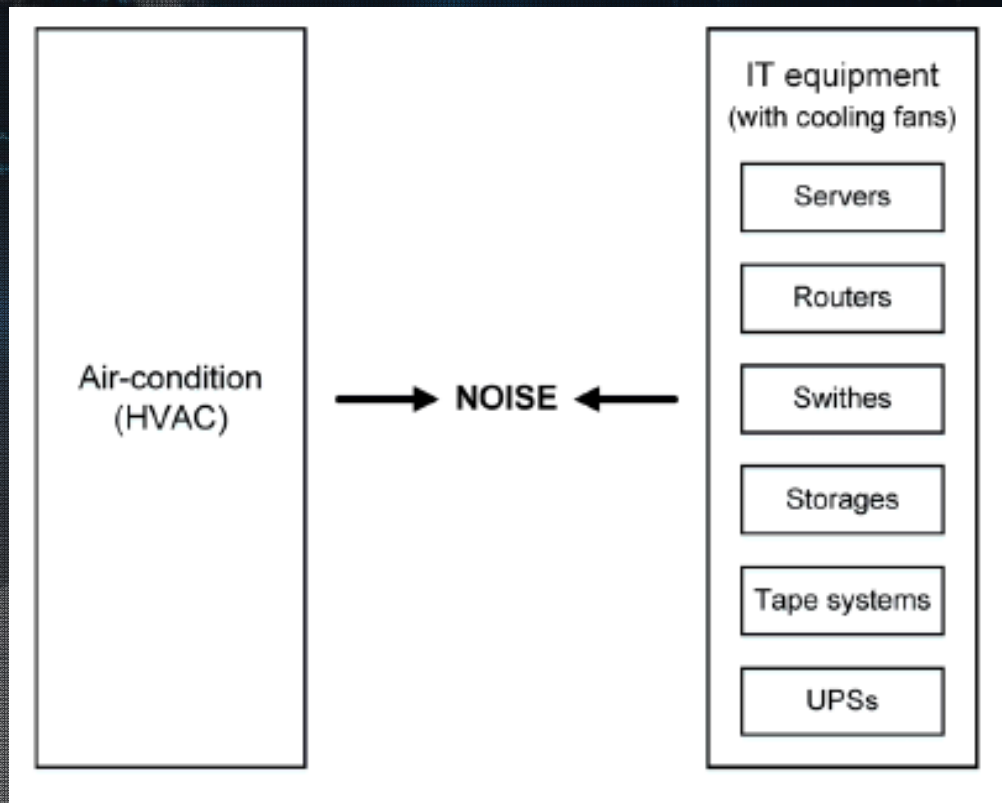 Air-condition
(HVAC)
NOISE
IT equipment
(with cooling fans)
Servers
Routers
Swithes
Storages
Tape systems
UPSs